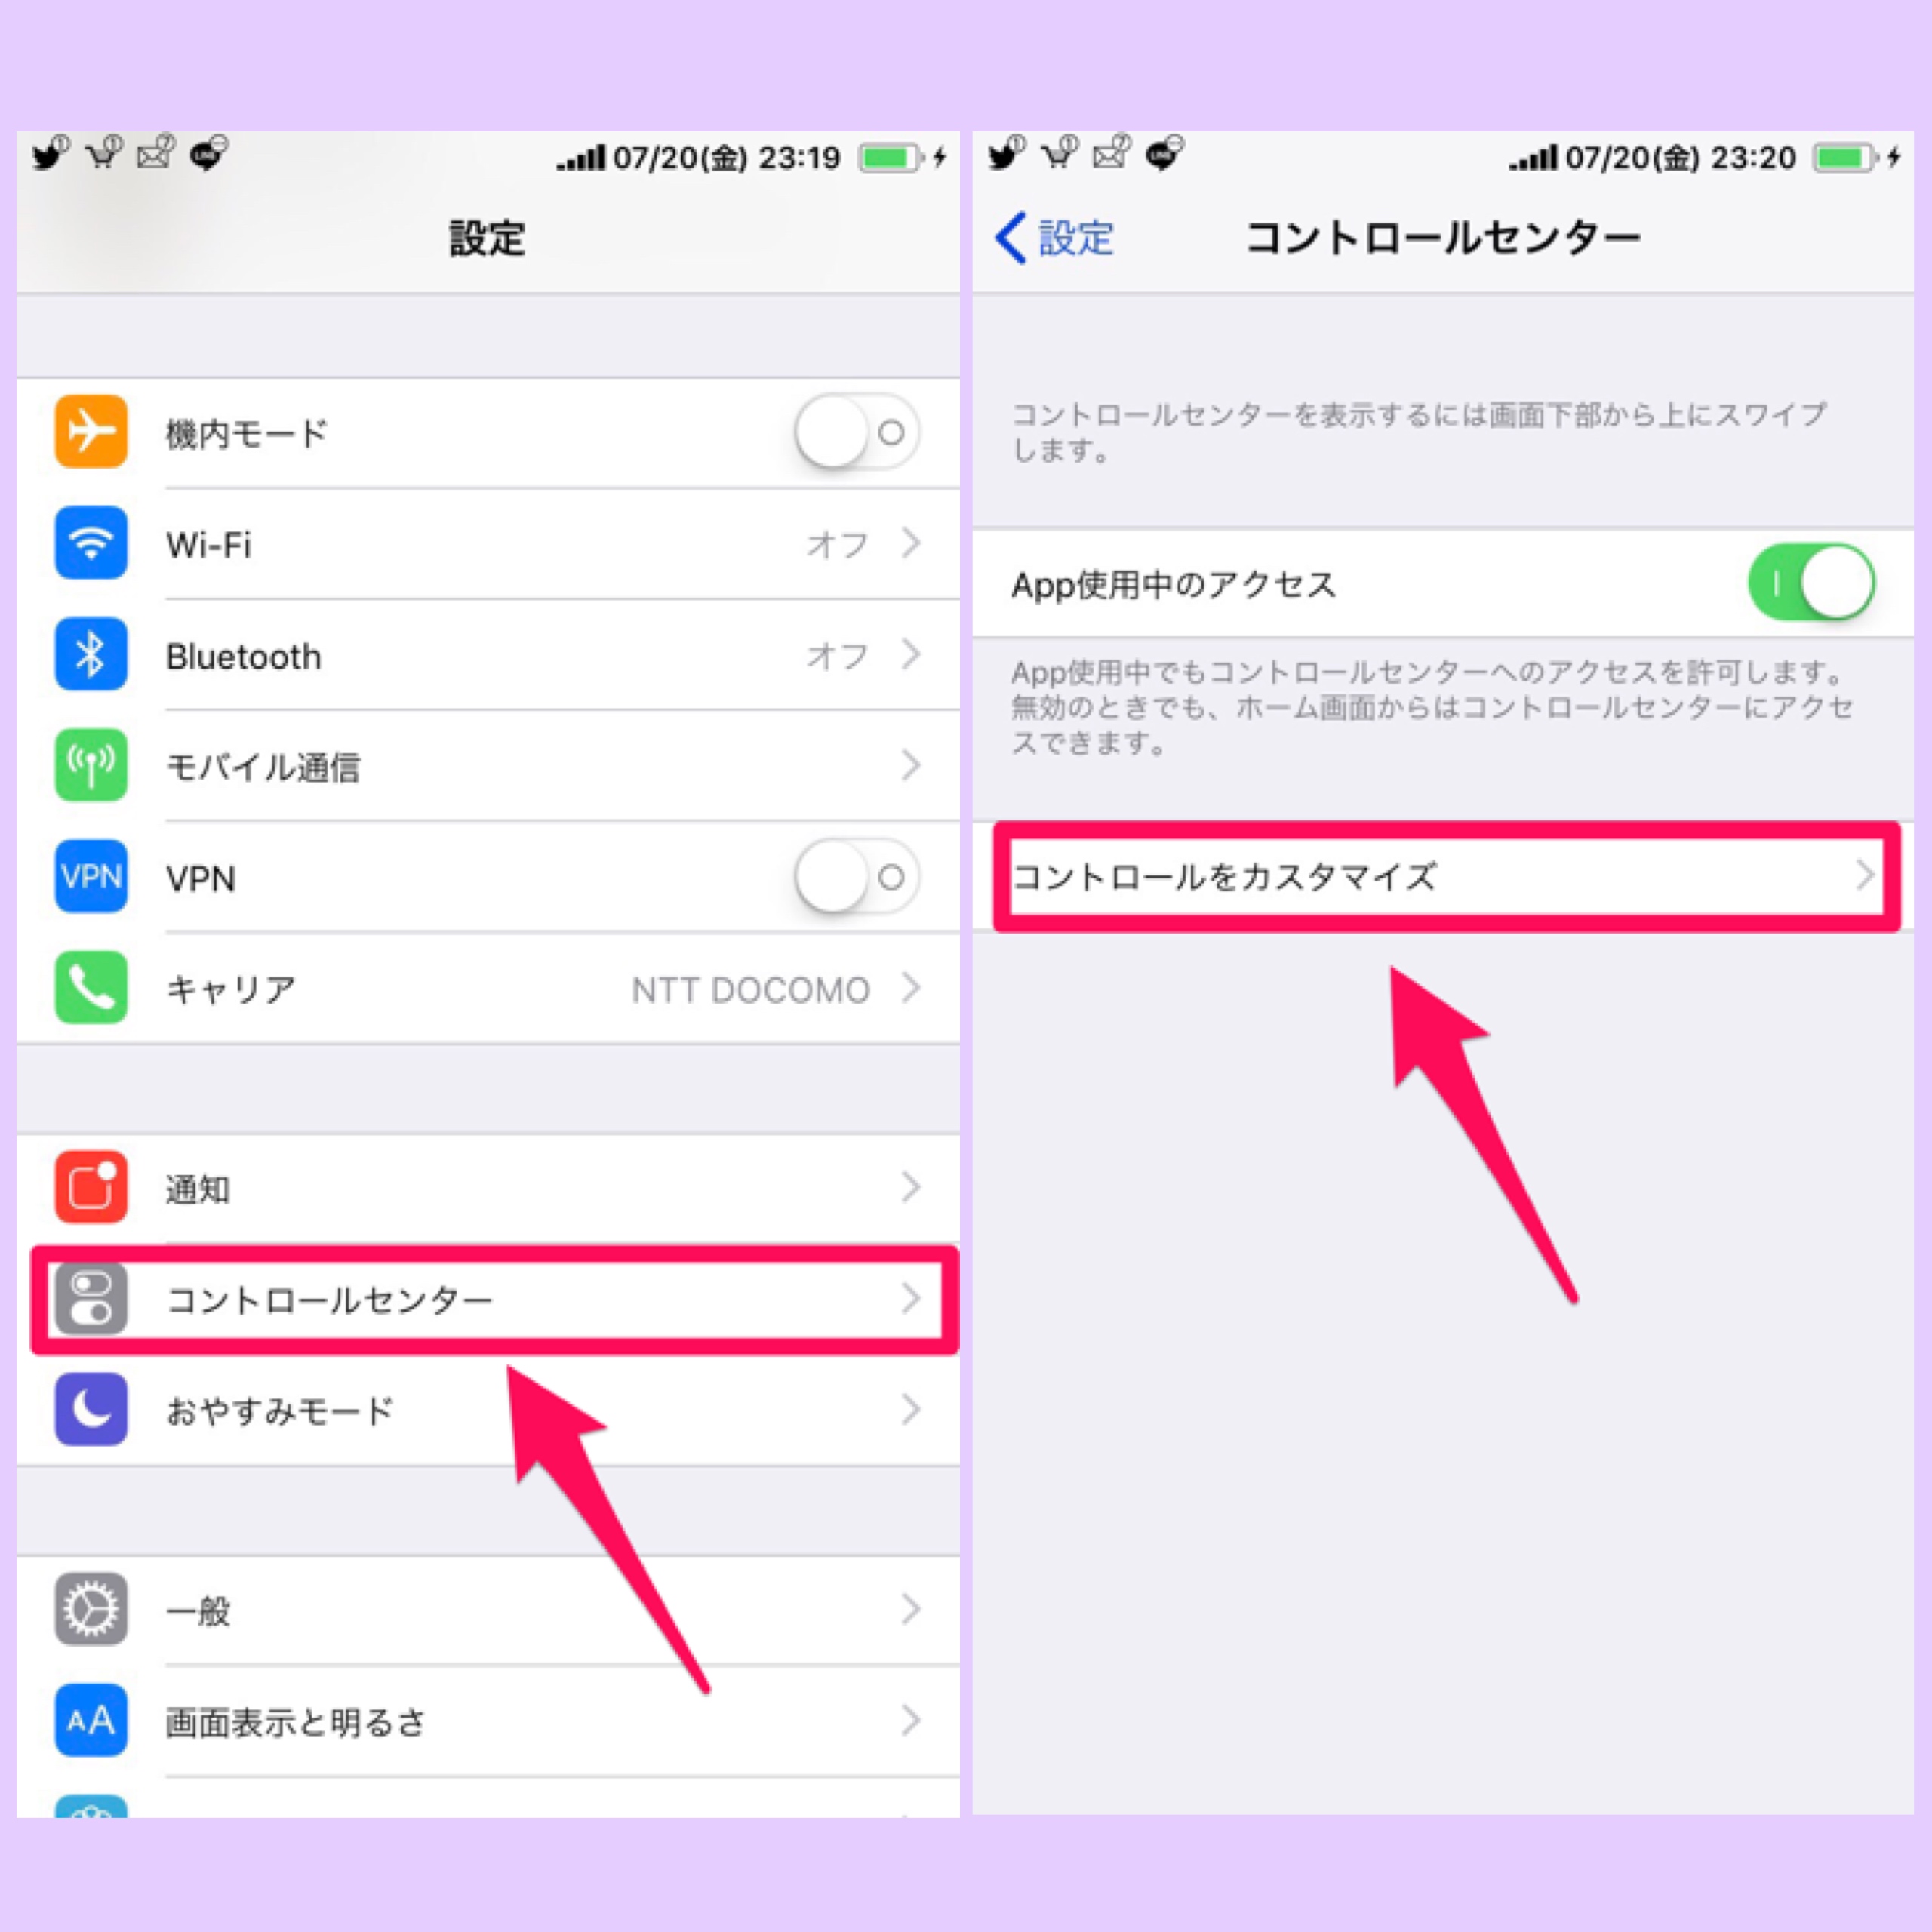 07/20(金) 23:19
設定
機内モード
Wi-Fi オフ
Bluetooth オフ
モバイル通信
VPN VPN
キャリア NTT DOCOMO
通知
コントロールセンター
おやすみモード
一般
AA 画面表示と明るさ
07/20(金) 23:20
設定 コントロールセンター
コントロールセンターを表示するには画面下部から上にスワイプ
します。
App使用中のアクセス
App使用中でもコントロールセンターへのアクセスを許可します。
無効のときでも、ホーム画面からはコントロールセンターにアクセ
スできます。
コントロールをカスタマイズ